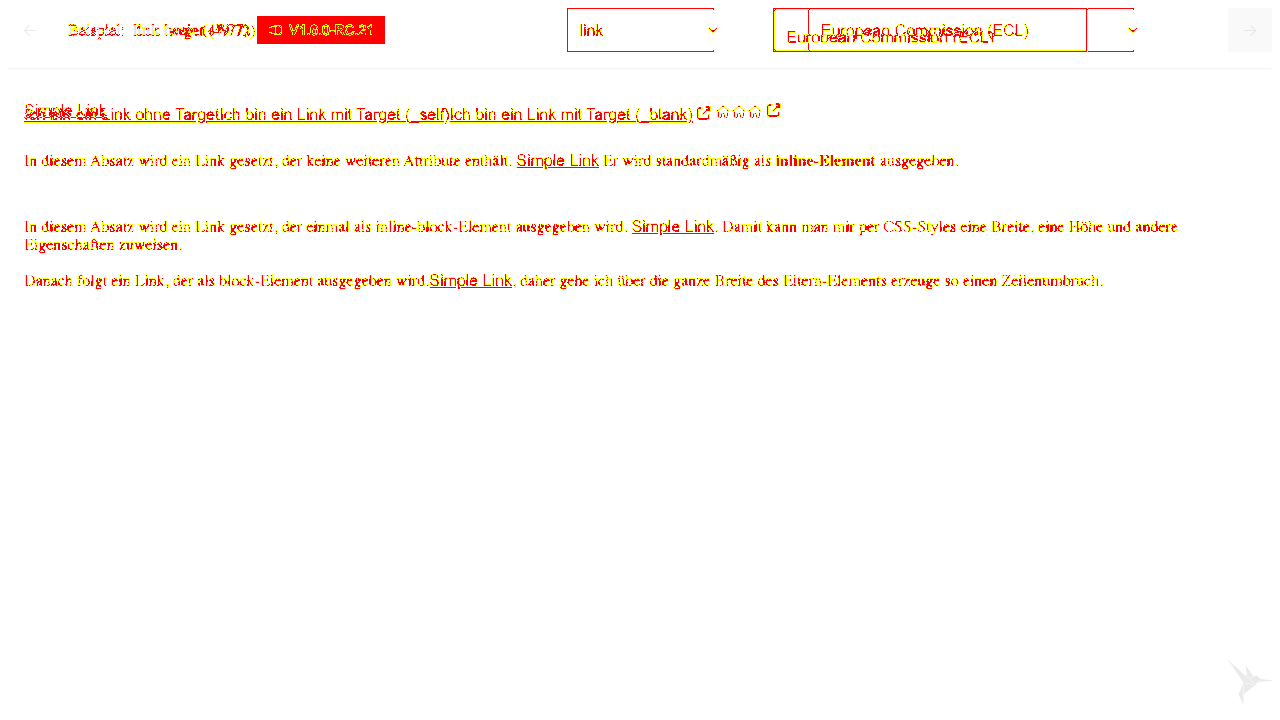 Beispiel: link V1.0.0-RC.21 link European Commission (ECL)
European Commission (ECL)
Simple Link
Ich bin ein Link ohne TargetIch bin ein Link mit Target (_self)Ich bin ein Link mit Target (_blank)
In diesem Absatz wird ein Link gesetzt, der keine weiteren Attribute enthält. Simple Link Er wird standardmäßig als inline-Element ausgegeben.
In diesem Absatz wird ein Link gesetzt, der einmal als inline-block-Element ausgegeben wird. Simple Link. Damit kann man mir per CSS-Styles eine Breite, eine Höhe und andere
Eigenschaften zuweisen.
Danach folgt ein Link, der als block-Element ausgegeben wird.Simple Link, daher gehe ich über die ganze Breite des Eltern-Elements erzeuge so einen Zeilenumbruch.